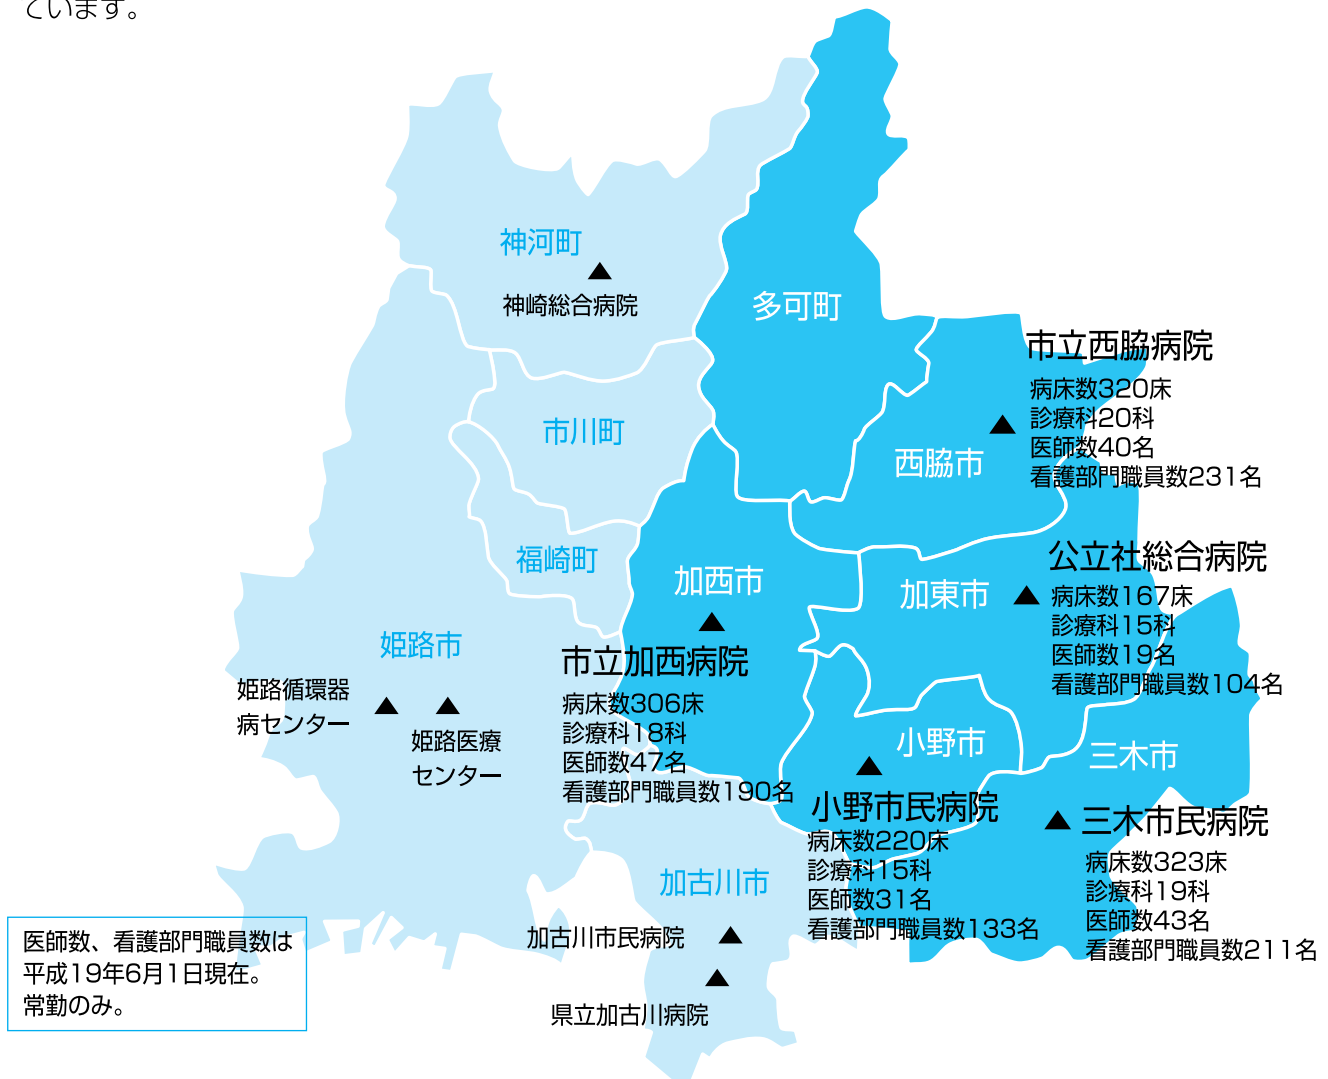 ています。
神河町
神崎総合病院
多可町
市立西脇病院
病床数320床
診療科20科
医師数40名
看護部門職員数231名
西脇市
市川町
福崎町
加西市
市立加西病院
病床数306床
診療科18科
医師数47名
看護部門職員数190名
加東市
公立社総合病院
病床数167床
診療科15科
医師数19名
看護部門職員数104名
姫路市
姫路循環器
病センター
姫路医療
センター
小野市
小野市民病院
病床数220床
診療科15科
医師数31名
看護部門職員数133名
三木市
三木市民病院
病床数323床
診療科19科
医師数43名
看護部門職員数211名
加古川市
加古川市民病院
県立加古川病院
医師数、看護部門職員数は
平成19年6月1日現在。
常勤のみ。